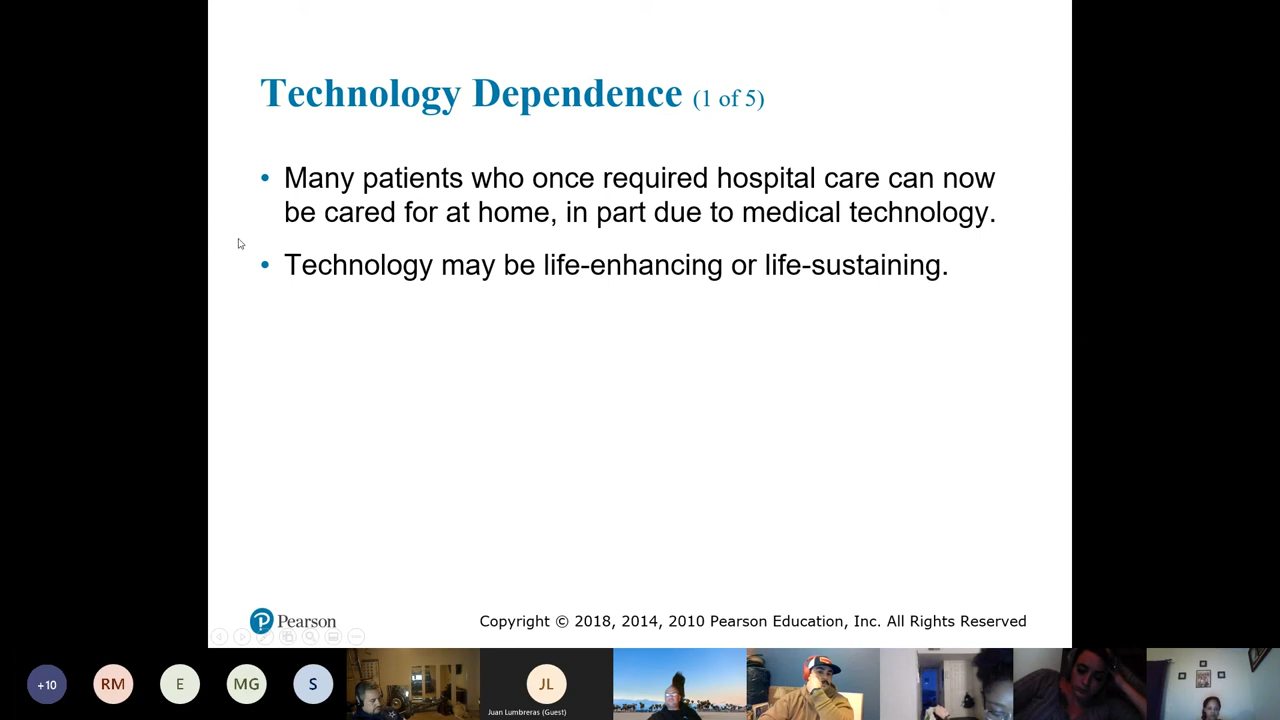 Technology Dependence (1 of 5)
• Many patients who once required hospital care can now
be cared for at home, in part due to medical technology.
• Technology may be life-enhancing or life-sustaining.
Pearson
Copyright © 2018, 2014, 2010 Pearson Education, Inc. All Rights Reserved
+10
RM
E
MG
S
JL
Juan Lumbreras (Guest)